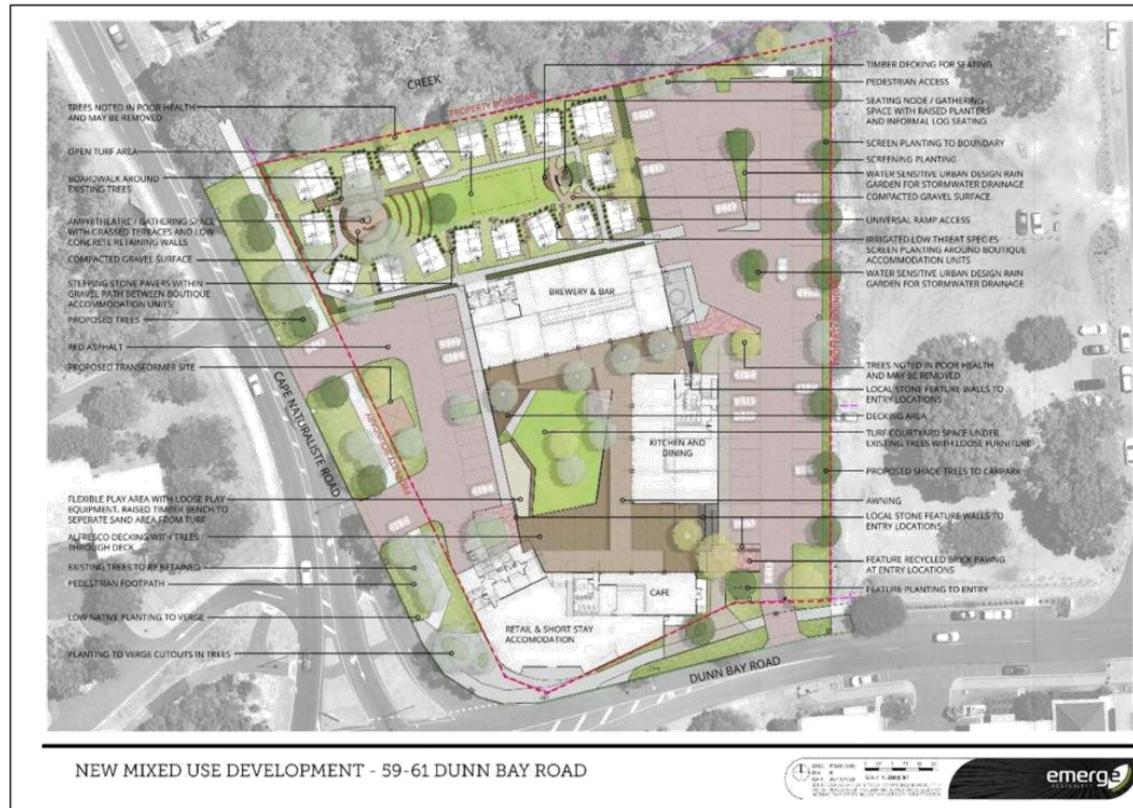 CREEK
PROPERTY BOUNDARY
TREES NOTED IN POOR HEALTH
AND MAY BE REMOVED
OPEN TURF AREA
BOARDWALK AROUND
EXISTING TREES
AMPHITHEATRE / GATHERING SPACE
WITH GRASSED TERRACES AND LOW
CONCRETE RETAINING WALLS
COMPACTED GRAVEL SURFACE
STEPPING STONE PAVERS WITHIN
GRAVEL PATH BETWEEN BOUTIQUE
ACCOMMODATION UNITS
PROPOSED TREES
RED ASPHALT
PROPOSED TRANSFORMER SITE
CAPE NATURALISTE ROAD
PROPERTY BOUNDARY
FLEXIBLE PLAY AREA WITH LOOSE PLAY
EQUIPMENT. RAISED TIMBER BENCH TO
SEPERATE SAND AREA FROM TURF
ALFRESCO DECKING WITH TREES
THROUGH DECK
EXISTING TREES TO BE RETAINED
PEDESTRIAN FOOTPATH
LOW NATIVE PLANTING TO VERGE
PLANTING TO VERGE CUTOUTS IN TREES
BREWERY & BAR
KITCHEN AND
DINING
CAFE
RETAIL & SHORT STAY
ACCOMODATION
DUNN BAY ROAD
TIMBER DECKING FOR SEATING
PEDESTRIAN ACCESS
SEATING NODE / GATHERING
SPACE WITH RAISED PLANTERS
AND INFORMAL LOG SEATING
SCREEN PLANTING TO BOUNDARY
SCREENING PLANTING
WATER SENSITIVE URBAN DESIGN RAIN
GARDEN FOR STORMWATER DRAINAGE
COMPACTED GRAVEL SURFACE
UNIVERSAL RAMP ACCESS
IRRIGATED LOW THREAT SPECIES
SCREEN PLANTING AROUND BOUTIQUE
ACCOMMODATION UNITS
WATER SENSITIVE URBAN DESIGN RAIN
GARDEN FOR STORMWATER DRAINAGE
PROPERTY BOUNDARY
TREES NOTED IN POOR HEALTH
AND MAY BE REMOVED
LOCAL STONE FEATURE WALLS TO
ENTRY LOCATIONS
DECKING AREA
TURF COURTYARD SPACE UNDER
EXISTING TREES WITH LOOSE FURNITURE
PROPOSED SHADE TREES TO CARPARK
AWNING
LOCAL STONE FEATURE WALLS TO
ENTRY LOCATIONS
FEATURE RECYCLED BRICK PAVING
AT ENTRY LOCATIONS
FEATURE PLANTING TO ENTRY
NEW MIXED USE DEVELOPMENT - 59-61 DUNN BAY ROAD
emerge